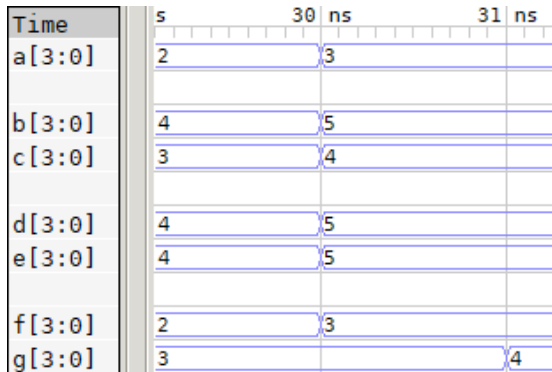 Time s 30 ns 31 ns
a[3:0] 2 3
b[3:0] 4 5
c[3:0] 3 4
d[3:0] 4 5
e[3:0] 4 5
f[3:0] 2 3
g[3:0] 3 4